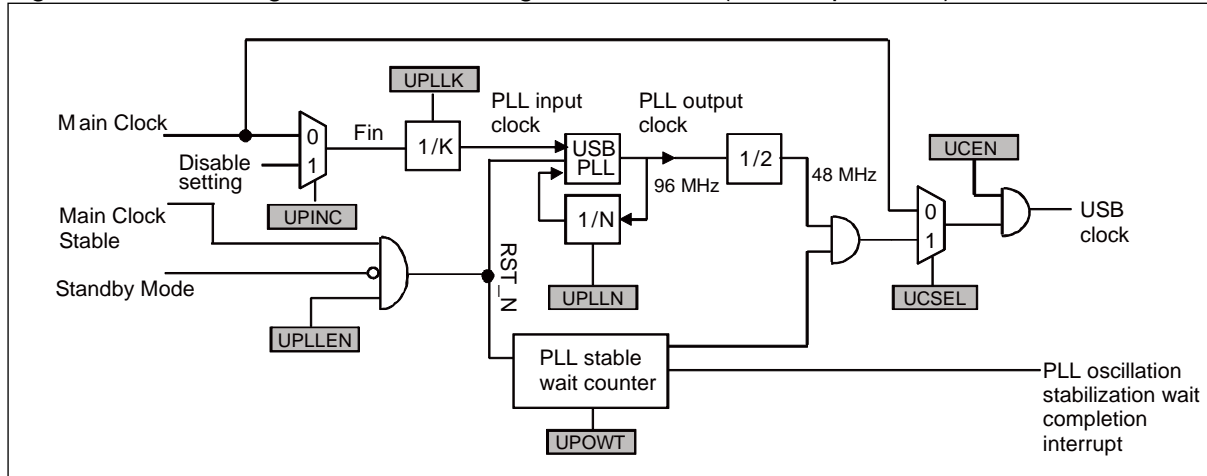 UPLLK
PLL input
clock
PLL output
clock
Main Clock
0
1
Fin
1/K
USB
PLL
1/2
UCEN
Disable
setting
96 MHz
48 MHz
UPINC
1/N
0
1
USB
clock
Main Clock
Stable
RST_N
Standby Mode
UPLLN
UCSEL
UPLLEN
PLL stable
wait counter
PLL oscillation
stabilization wait
completion
interrupt
UPOWT